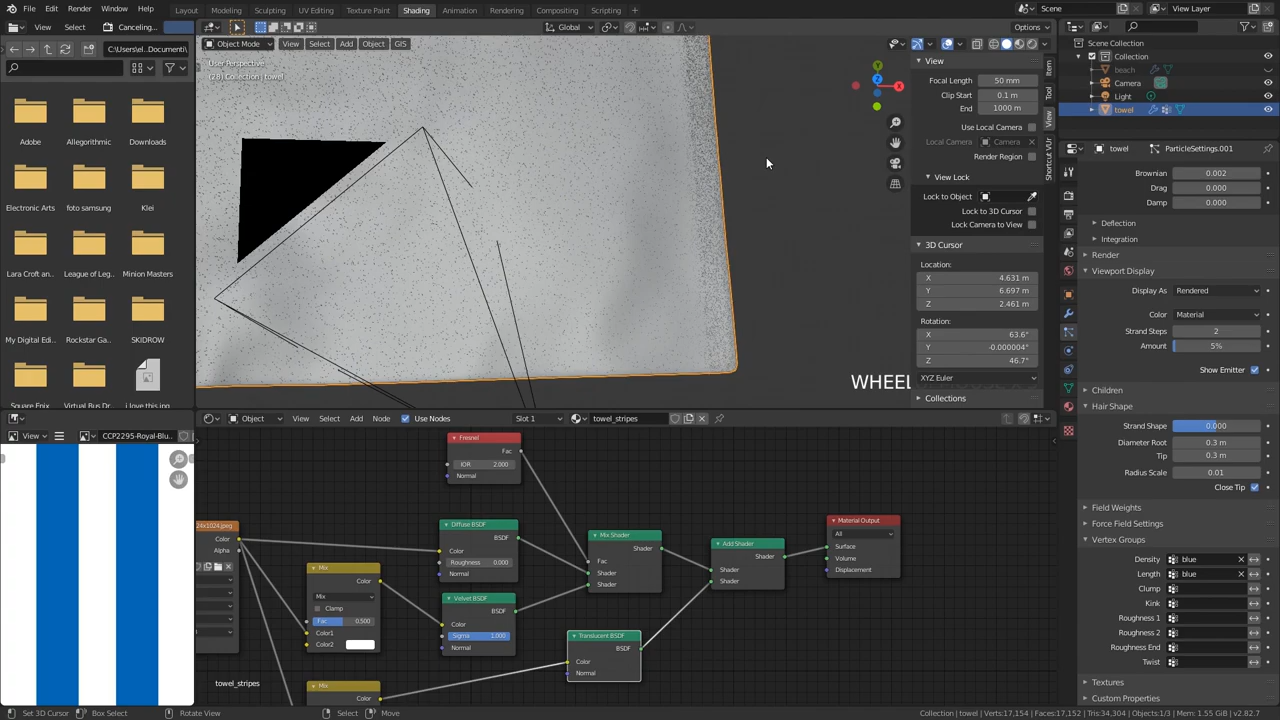 File Edit Render Window Help Layout Modeling Sculpting UV Editing Texture Paint Shading Animation Rendering Compositing Scripting Scene View Layer
View Select Canceling...
Global Options
C:\Users\el..Documenti\
Object Mode View Select Add Object GIS
User Perspective
(28) Collection | towel
Adobe Allegorithmic Downloads
Electronic Arts foto samsung Klei
Lara Croft an.. League of Leg.. Minion Masters
My Digital Edi.. Rockstar Ga.. SKIDROW
Square Enix Virtual Bus Dr.. I love this.jpg
View
Focal Length 50 mm
Clip Start 0.1 m
End 1000 m
Use Local Camera
Local Camera Camera
Render Region
View Lock
Lock to Object
Lock to 3D Cursor
Lock Camera to View
3D Cursor
Location:
X 4.631 m
Y 6.697 m
Z 2.461 m
Rotation:
X 63.6°
Y -0.000004°
Z 46.7°
XYZ Euler
Collections
Item
Tool
View
Shortcut VUr
WHEEL
Scene Collection
Collection
beach
Camera
Light
towel
towel ParticleSettings.001
Brownian 0.002
Drag 0.000
Damp 0.000
Deflection
Integration
Render
Viewport Display
Display As Rendered
Color Material
Strand Steps 2
Amount 5%
Show Emitter
Children
Hair Shape
Strand Shape 0.000
Diameter Root 0.3 m
Tip 0.3 m
Radius Scale 0.01
Close Tip
Field Weights
Force Field Settings
Vertex Groups
Density blue
Length blue
Clump
Kink
Roughness 1
Roughness 2
Roughness End
Twist
Textures
Custom Properties
View CCP2295-Royal-Blu..
Object View Select Add Node Use Nodes Slot 1 towel_stripes
Fresnel
Fac
IOR 2.000
Normal
24x1024.jpeg
Color
Alpha
Diffuse BSDF
BSDF
Color
Roughness 0.000
Normal
Mix
Color
Mix
Clamp
Fac 0.500
Color1
Color2
Velvet BSDF
BSDF
Color
Sigma 1.000
Normal
Mix Shader
Shader
Fac
Shader
Shader
Add Shader
Shader
Shader
Shader
Material Output
All
Surface
Volume
Displacement
Translucent BSDF
BSDF
Color
Normal
Mix
Color
towel_stripes
Set 3D Cursor Box Select Rotate View Select Move Collection | towel | Verts:17,154 | Faces:17,152 | Tris:34,304 | Objects:1/3 | Mem: 1.55 GiB | v2.82.7